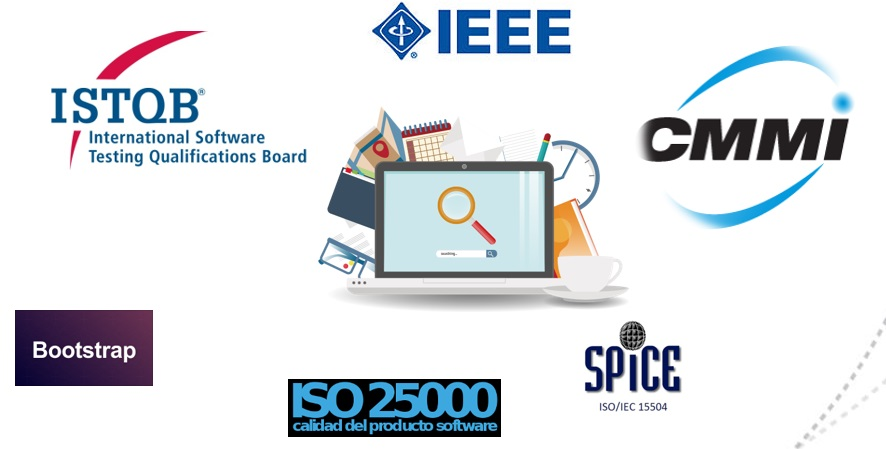 IEEE
ISTQB®
International Software
Testing Qualifications Board
CMMi
Bootstrap
ISO 25000
calidad del producto software
SPiCE
ISO/IEC 15504